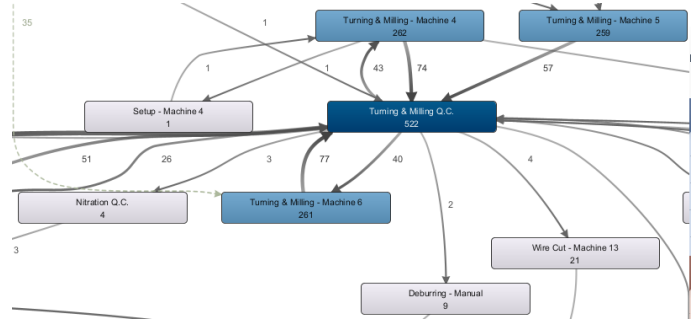 35
1
Turning & Milling - Machine 4
262
Turning & Milling - Machine 5
259
1
1
43
74
57
Setup - Machine 4
1
Turning & Milling Q.C.
522
51
26
3
77
40
4
Nitration Q.C.
4
Turning & Milling - Machine 6
261
2
3
Wire Cut - Machine 13
21
Deburring - Manual
9